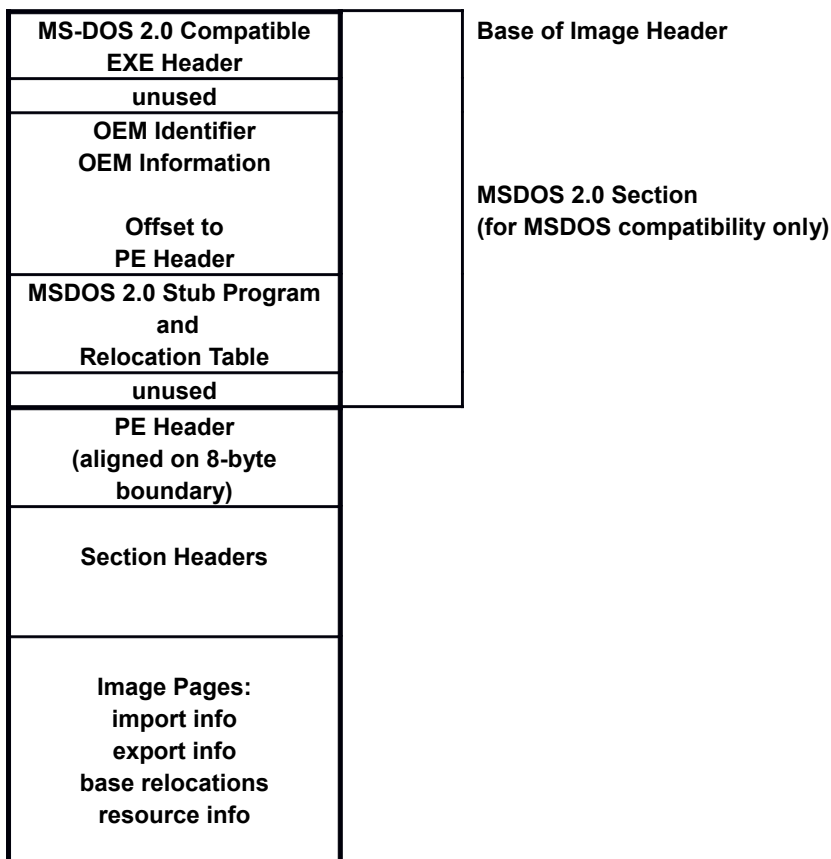 MS-DOS 2.0 Compatible
EXE Header
Base of Image Header
unused
OEM Identifier
OEM Information
Offset to
PE Header
MSDOS 2.0 Section
(for MSDOS compatibility only)
MSDOS 2.0 Stub Program
and
Relocation Table
unused
PE Header
(aligned on 8-byte
boundary)
Section Headers
Image Pages:
import info
export info
base relocations
resource info